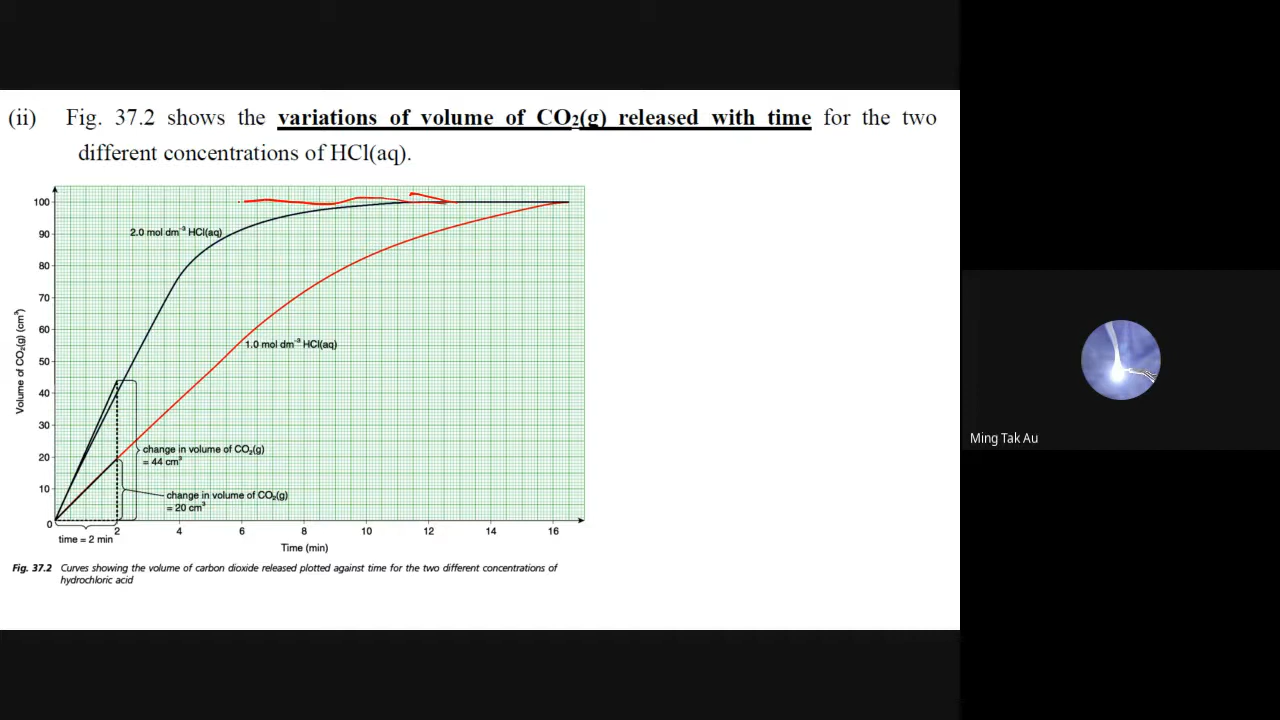 (ii) Fig. 37.2 shows the variations of volume of CO₂(g) released with time for the two
different concentrations of HCl(aq).
100
90
80
70
60
50
40
30
20
10
0
Volume of CO₂(g) (cm³)
2.0 mol dm⁻³ HCl(aq)
1.0 mol dm⁻³ HCl(aq)
change in volume of CO₂(g)
= 44 cm³
change in volume of CO₂(g)
= 20 cm³
2 4 6 8 10 12 14 16
time = 2 min
Time (min)
Fig. 37.2 Curves showing the volume of carbon dioxide released plotted against time for the two different concentrations of
hydrochloric acid
Ming Tak Au